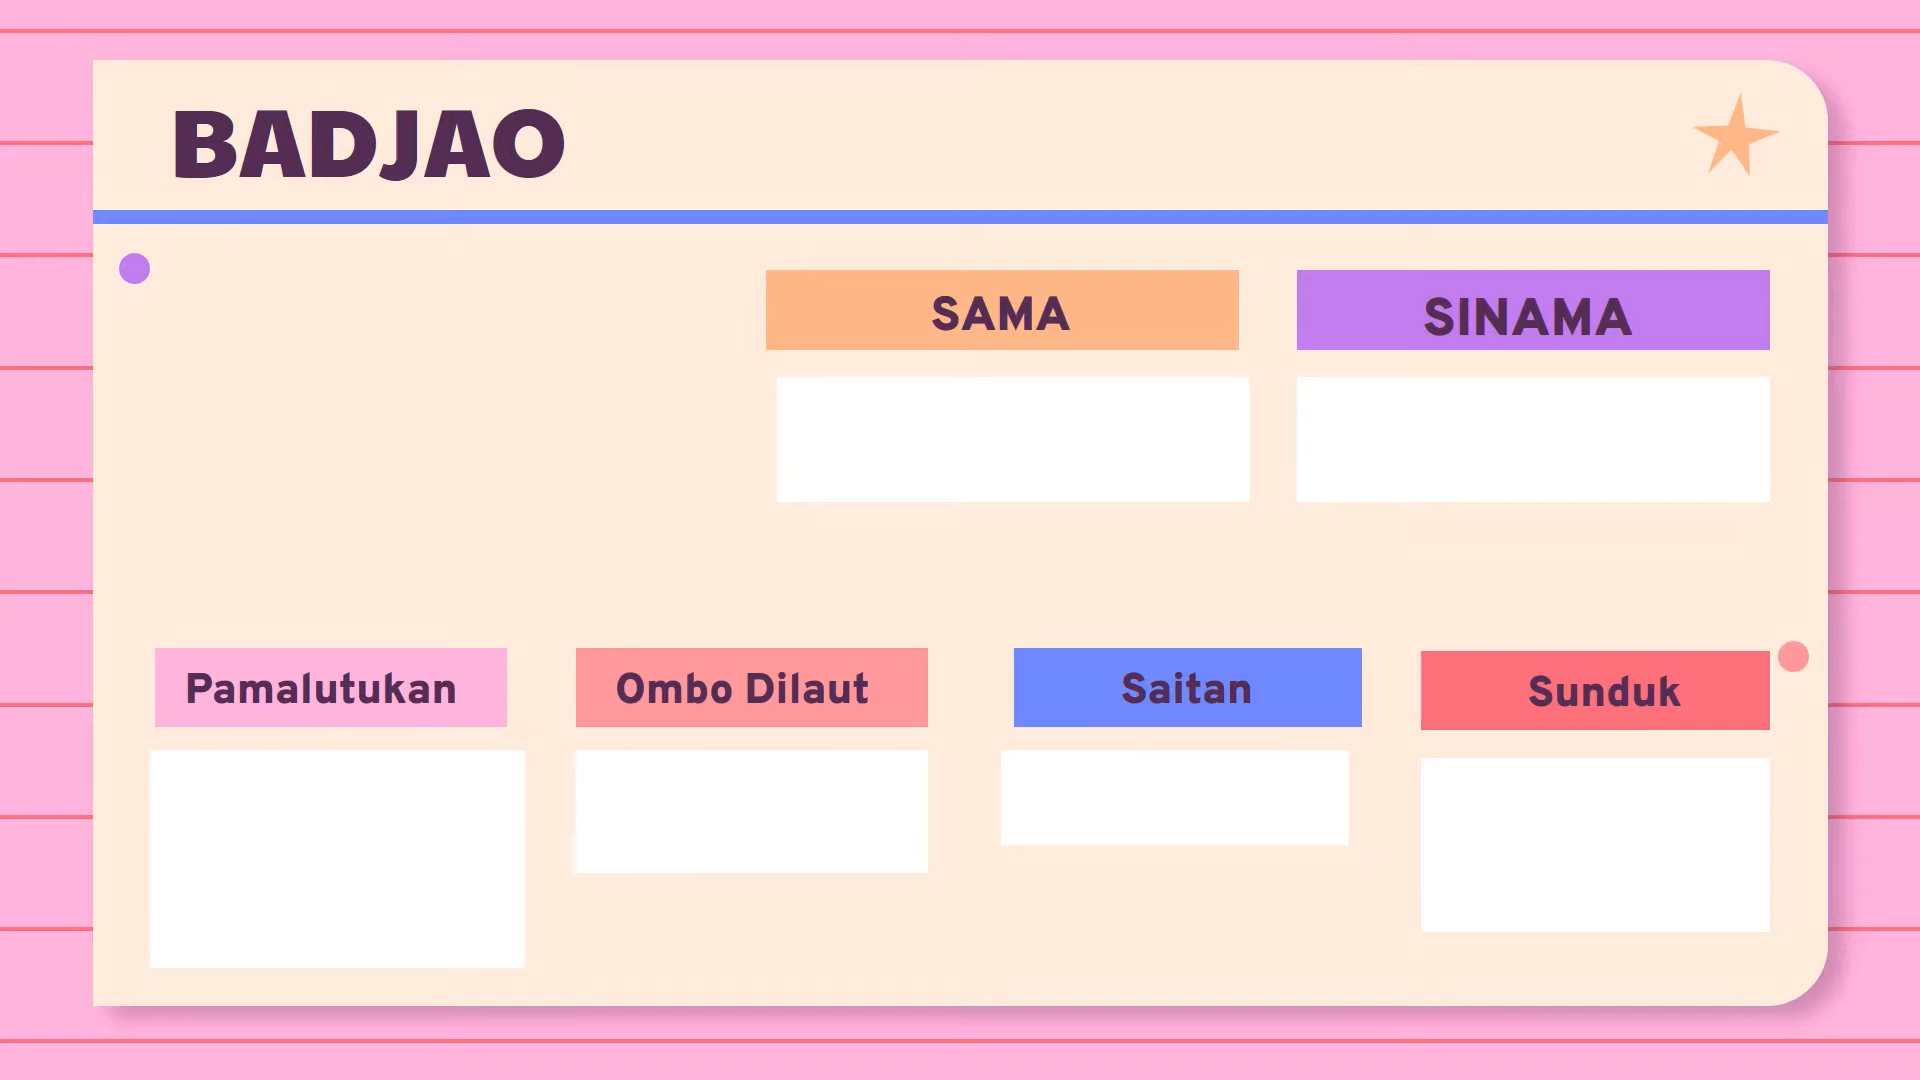 BADJAO
SAMA
SINAMA
Pamalutukan
Ombo Dilaut
Saitan
Sunduk